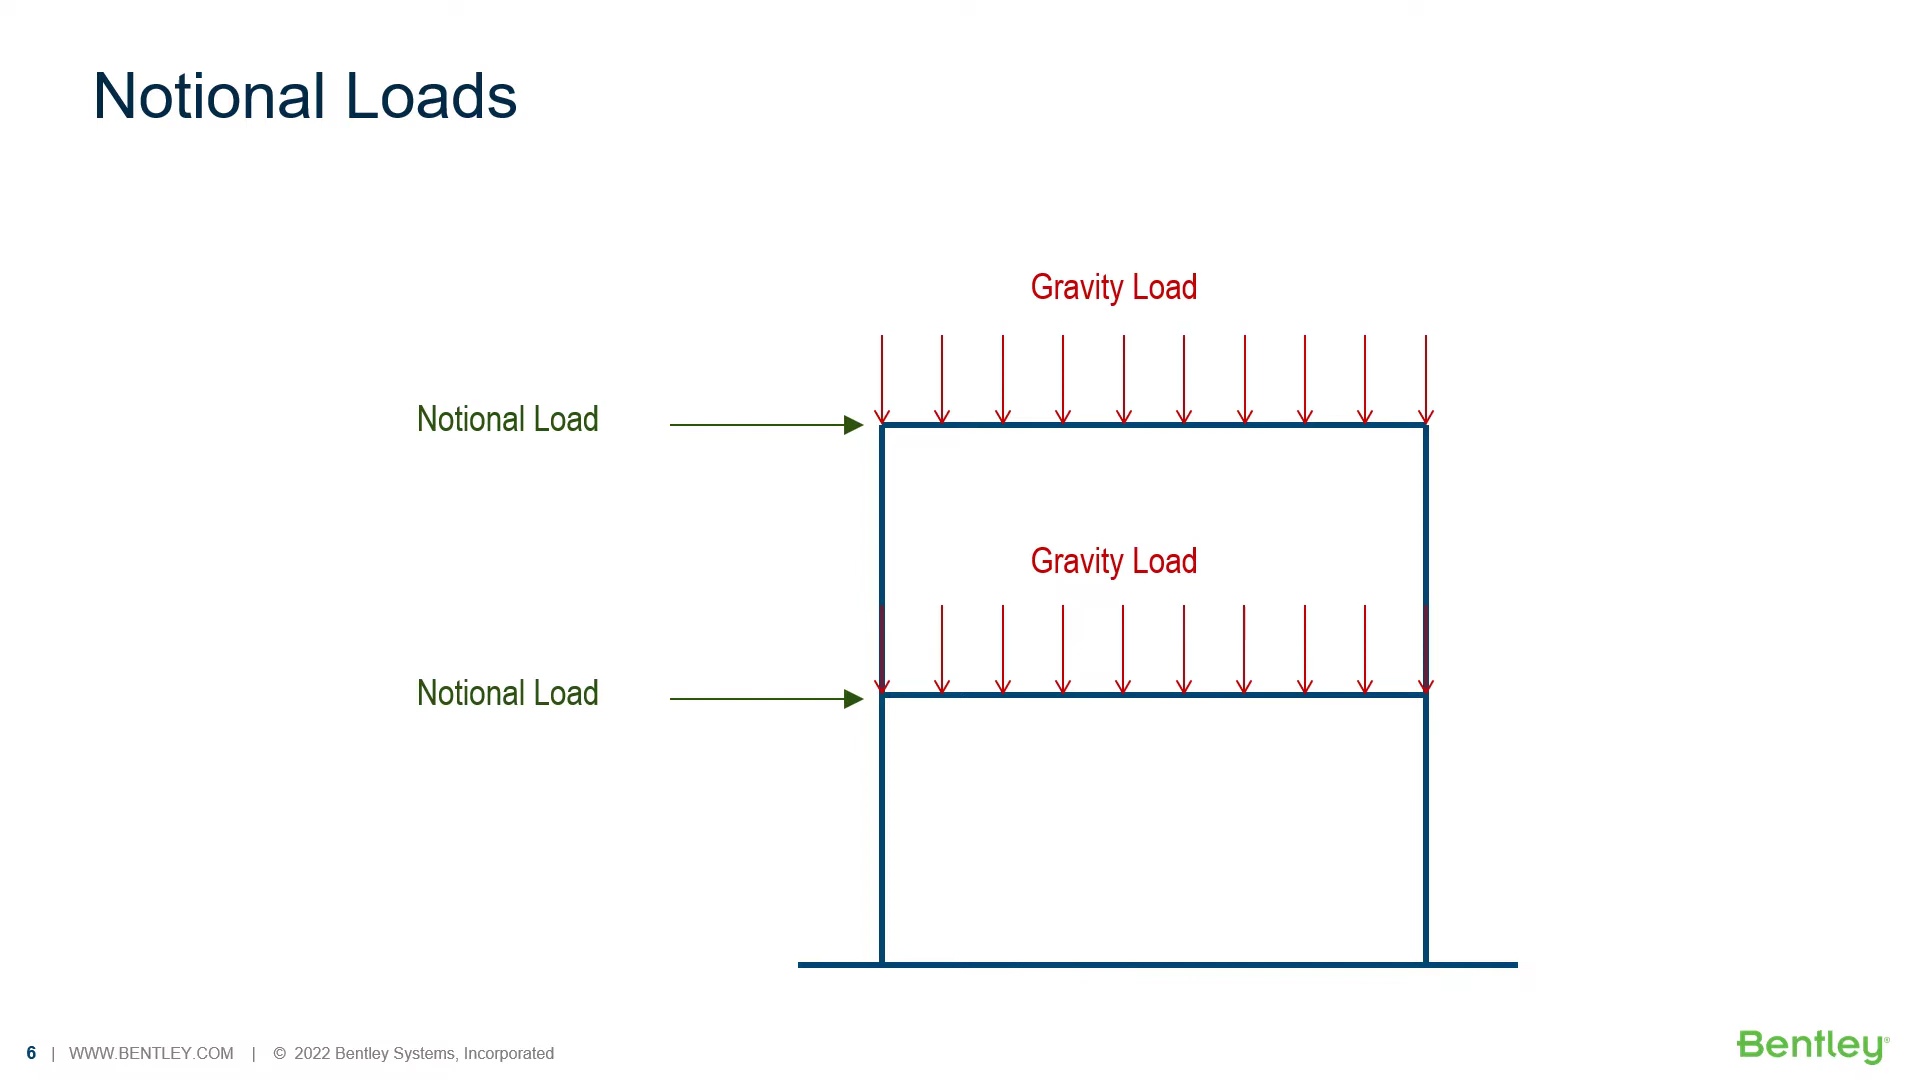 Notional Loads
Gravity Load
Notional Load
Gravity Load
Notional Load
6 | WWW.BENTLEY.COM | © 2022 Bentley Systems, Incorporated
Bentley®